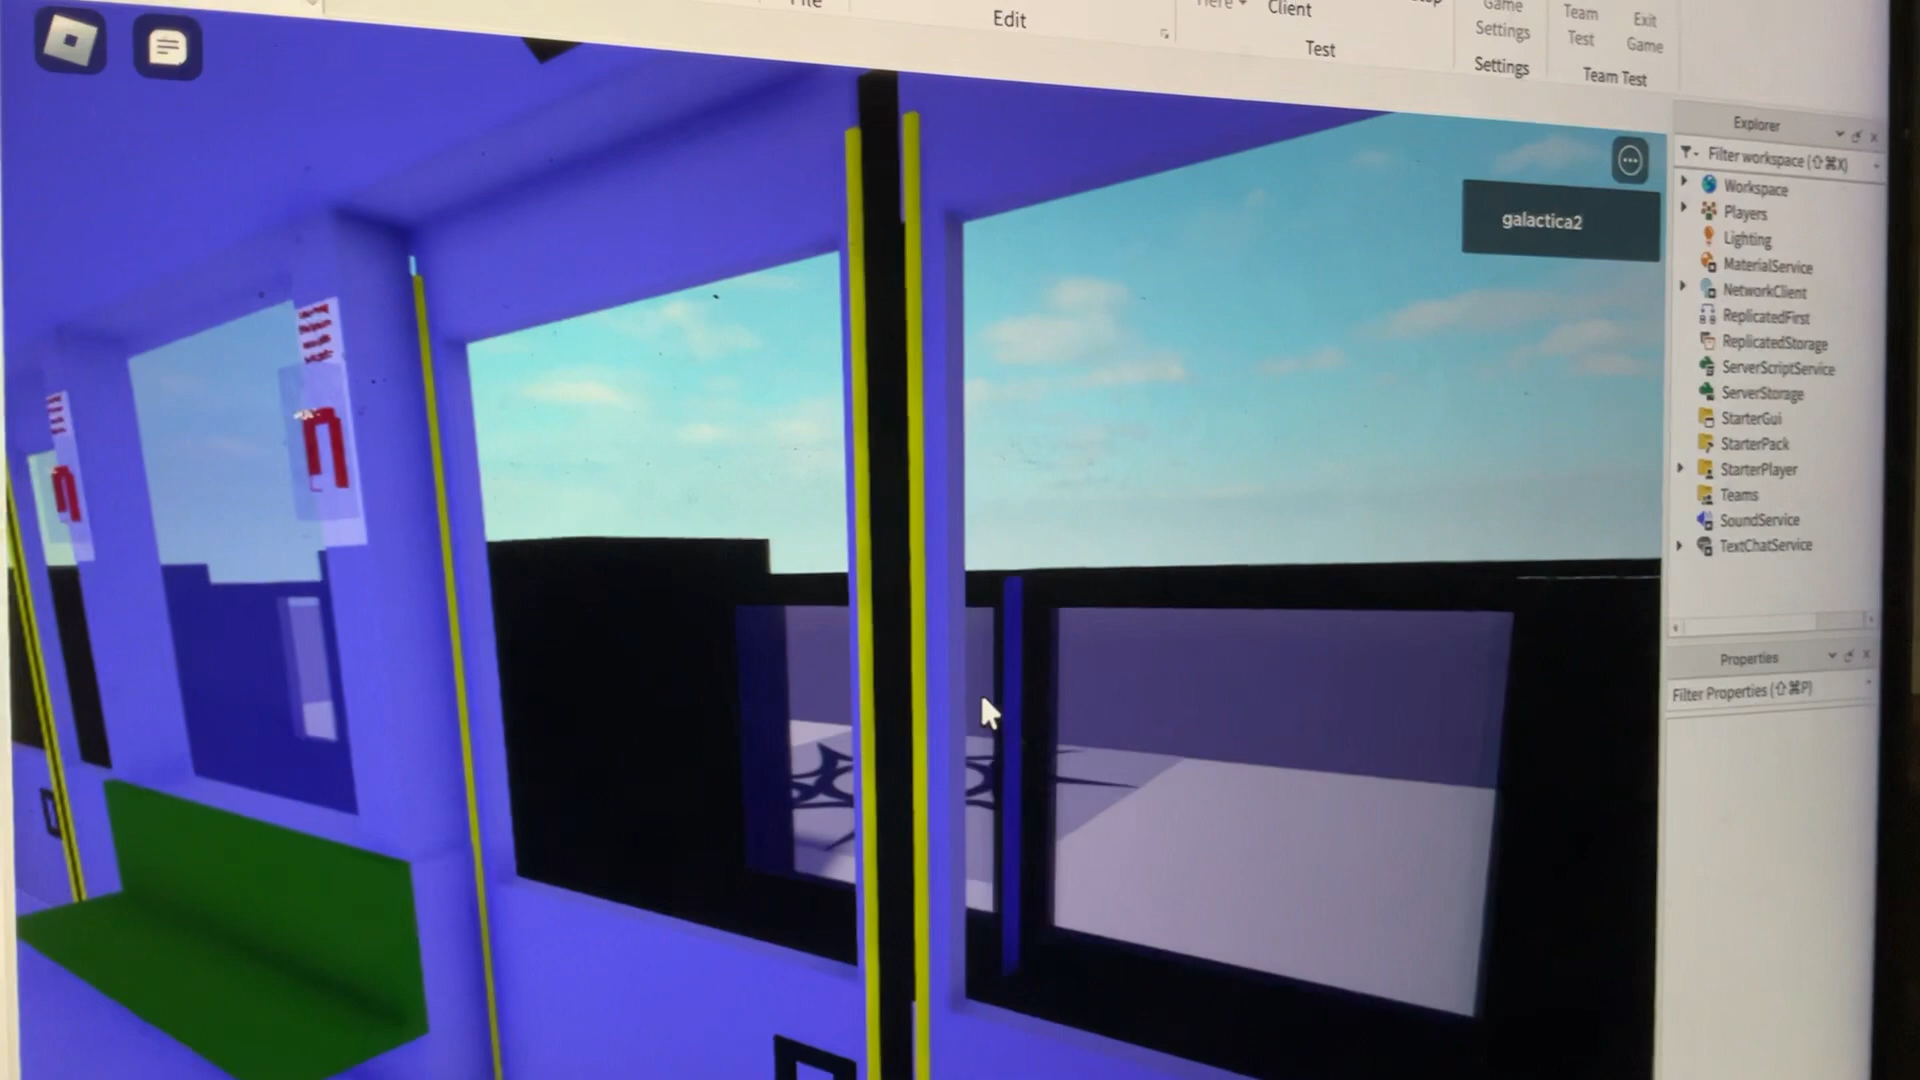 Edit
Client
Test
Game
Settings
Settings
Team
Test
Exit
Game
Team Test
galactica2
Explorer
Filter workspace (⇧⌘X)
Workspace
Players
Lighting
MaterialService
NetworkClient
ReplicatedFirst
ReplicatedStorage
ServerScriptService
ServerStorage
StarterGui
StarterPack
StarterPlayer
Teams
SoundService
TextChatService
Properties
Filter Properties (⇧⌘P)